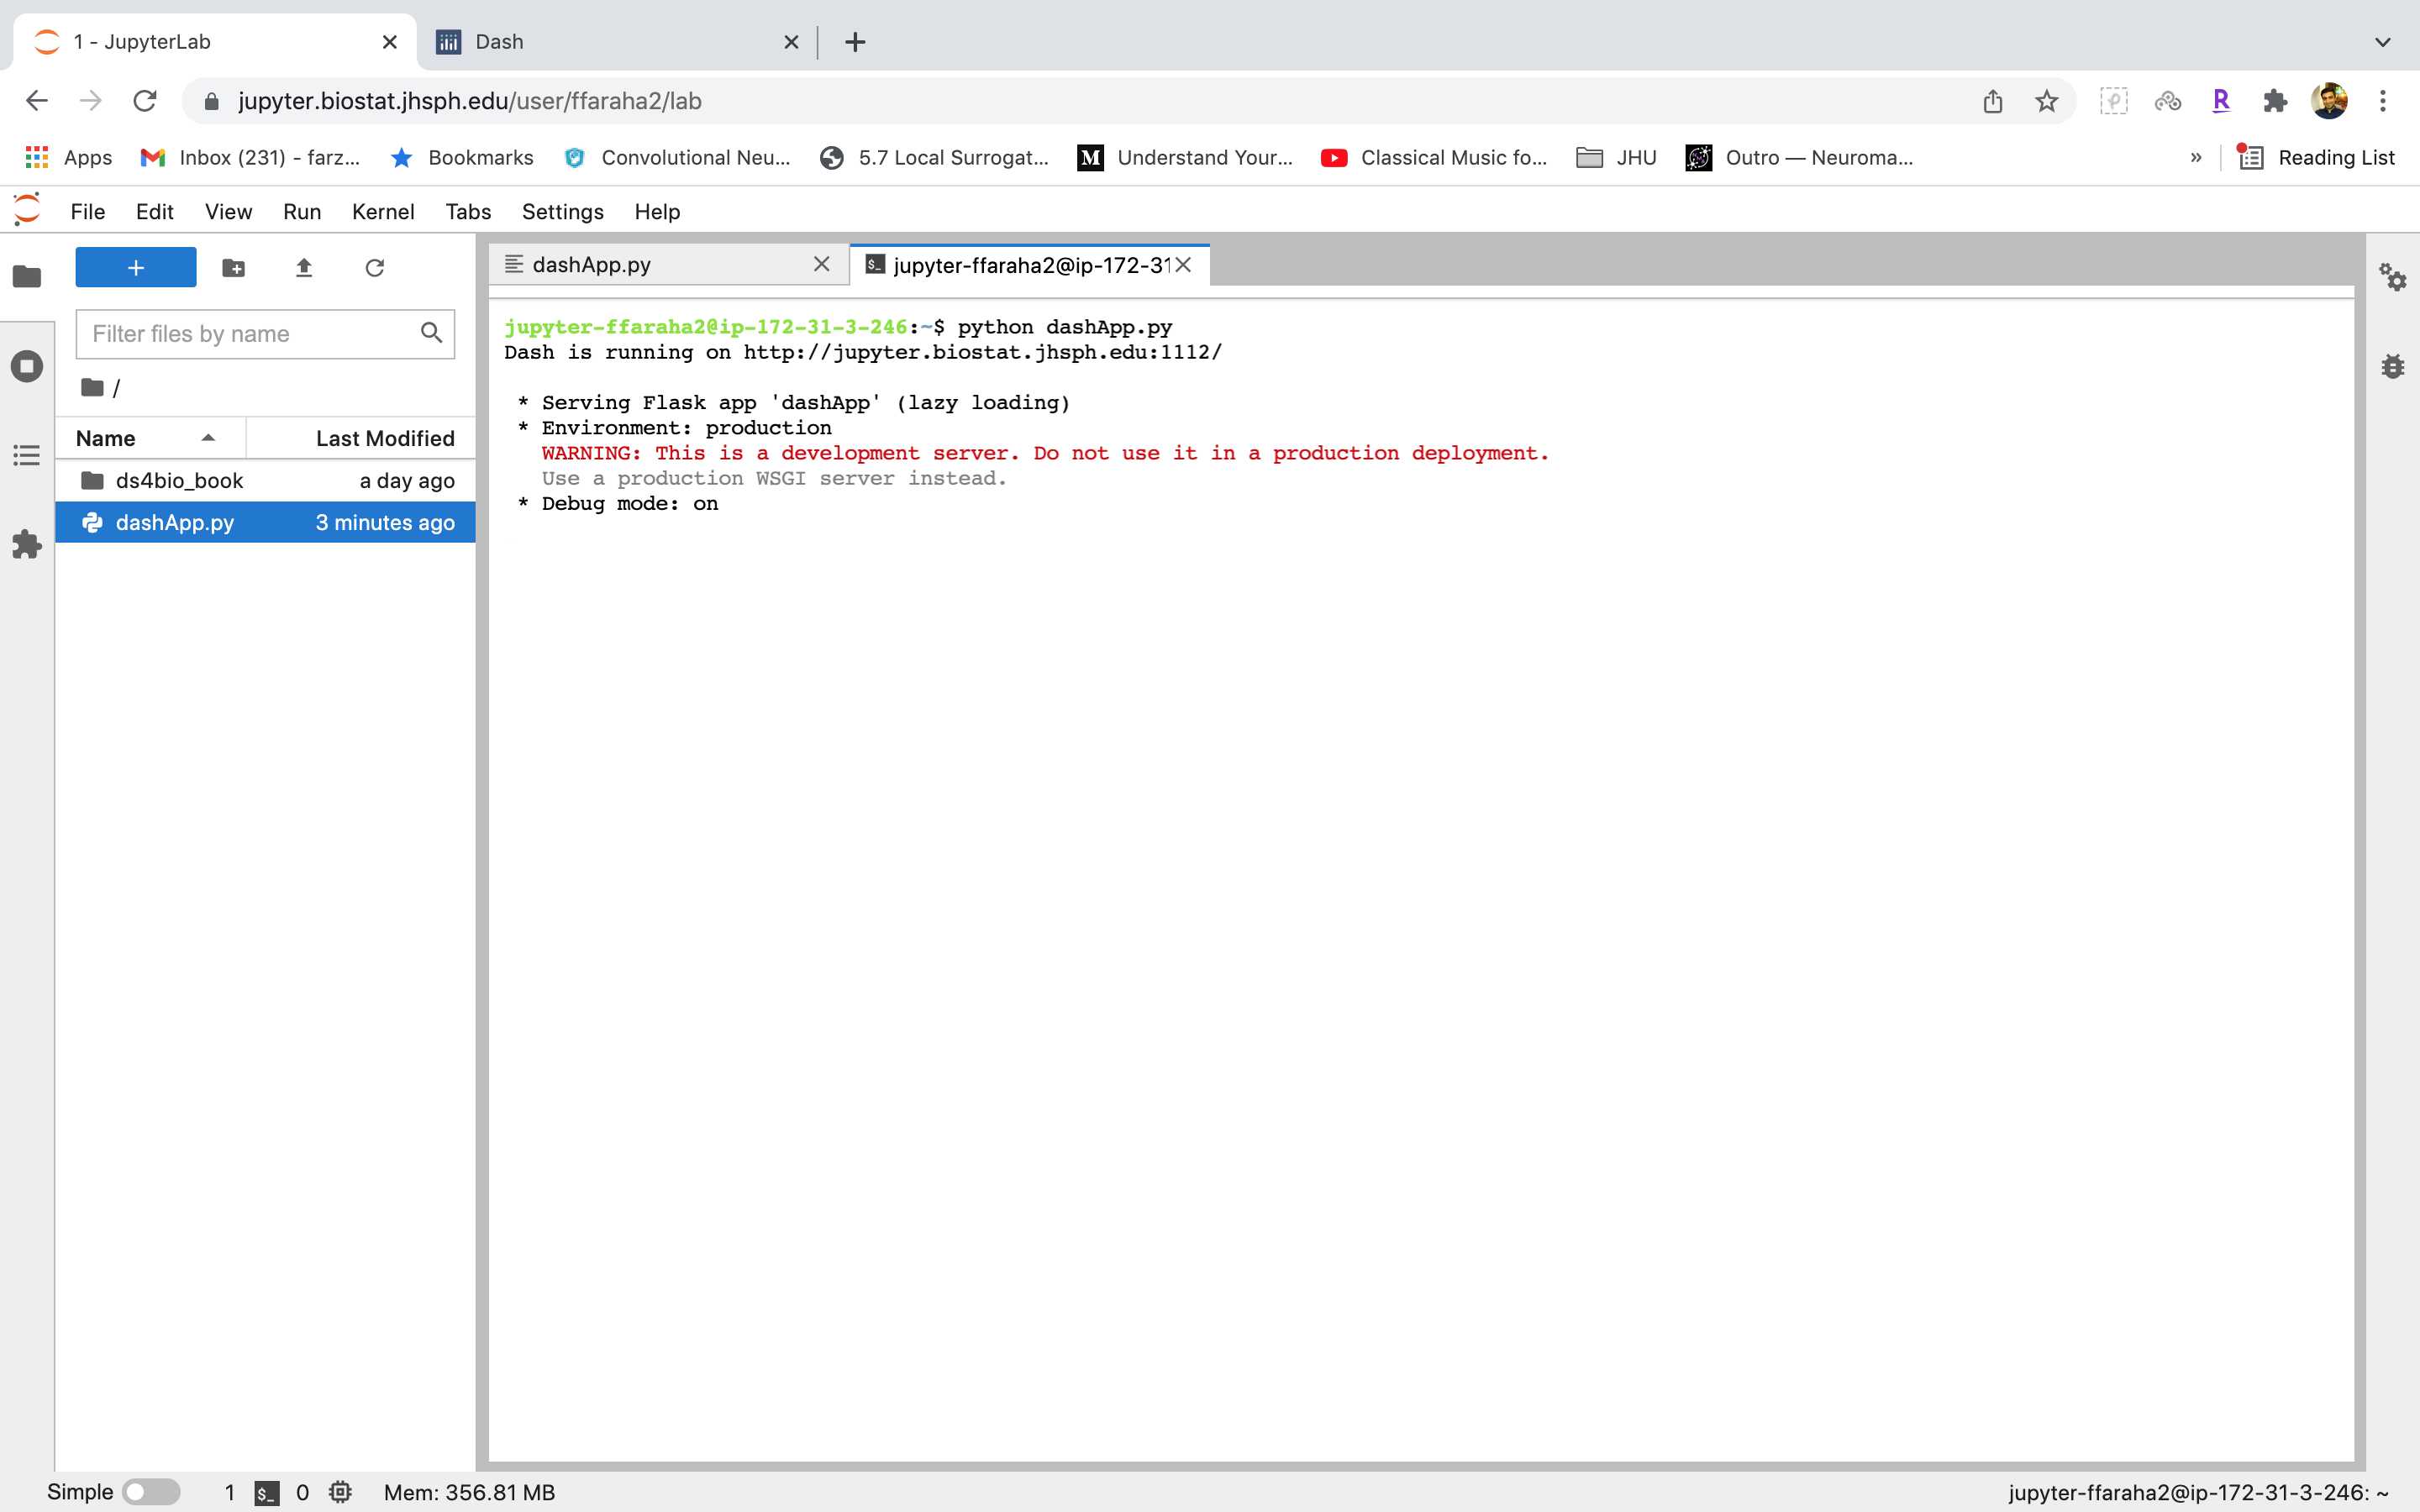 1 - JupyterLab
Dash
jupyter.biostat.jhsph.edu/user/ffaraha2/lab
Apps
Inbox (231) - farz...
Bookmarks
Convolutional Neu...
5.7 Local Surrogat...
Understand Your...
Classical Music fo...
JHU
Outro — Neuroma...
»
Reading List
File Edit View Run Kernel Tabs Settings Help
dashApp.py
jupyter-ffaraha2@ip-172-31
Filter files by name
/
Name Last Modified
ds4bio_book a day ago
dashApp.py 3 minutes ago
jupyter-ffaraha2@ip-172-31-3-246:~$ python dashApp.py
Dash is running on http://jupyter.biostat.jhsph.edu:1112/
* Serving Flask app 'dashApp' (lazy loading)
* Environment: production
WARNING: This is a development server. Do not use it in a production deployment.
Use a production WSGI server instead.
* Debug mode: on
Simple 1 $_ 0 Mem: 356.81 MB
jupyter-ffaraha2@ip-172-31-3-246: ~